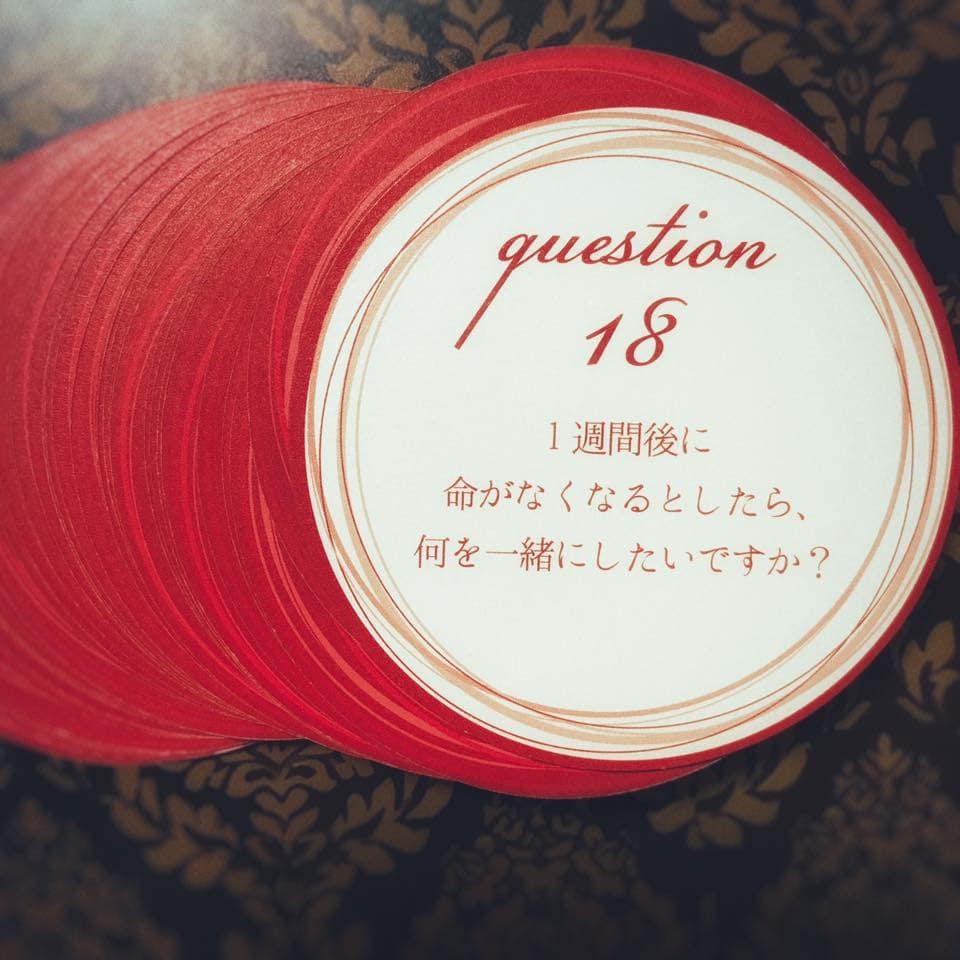 question
18
1週間後に
命がなくなるとしたら、
何を一緒にしたいですか？